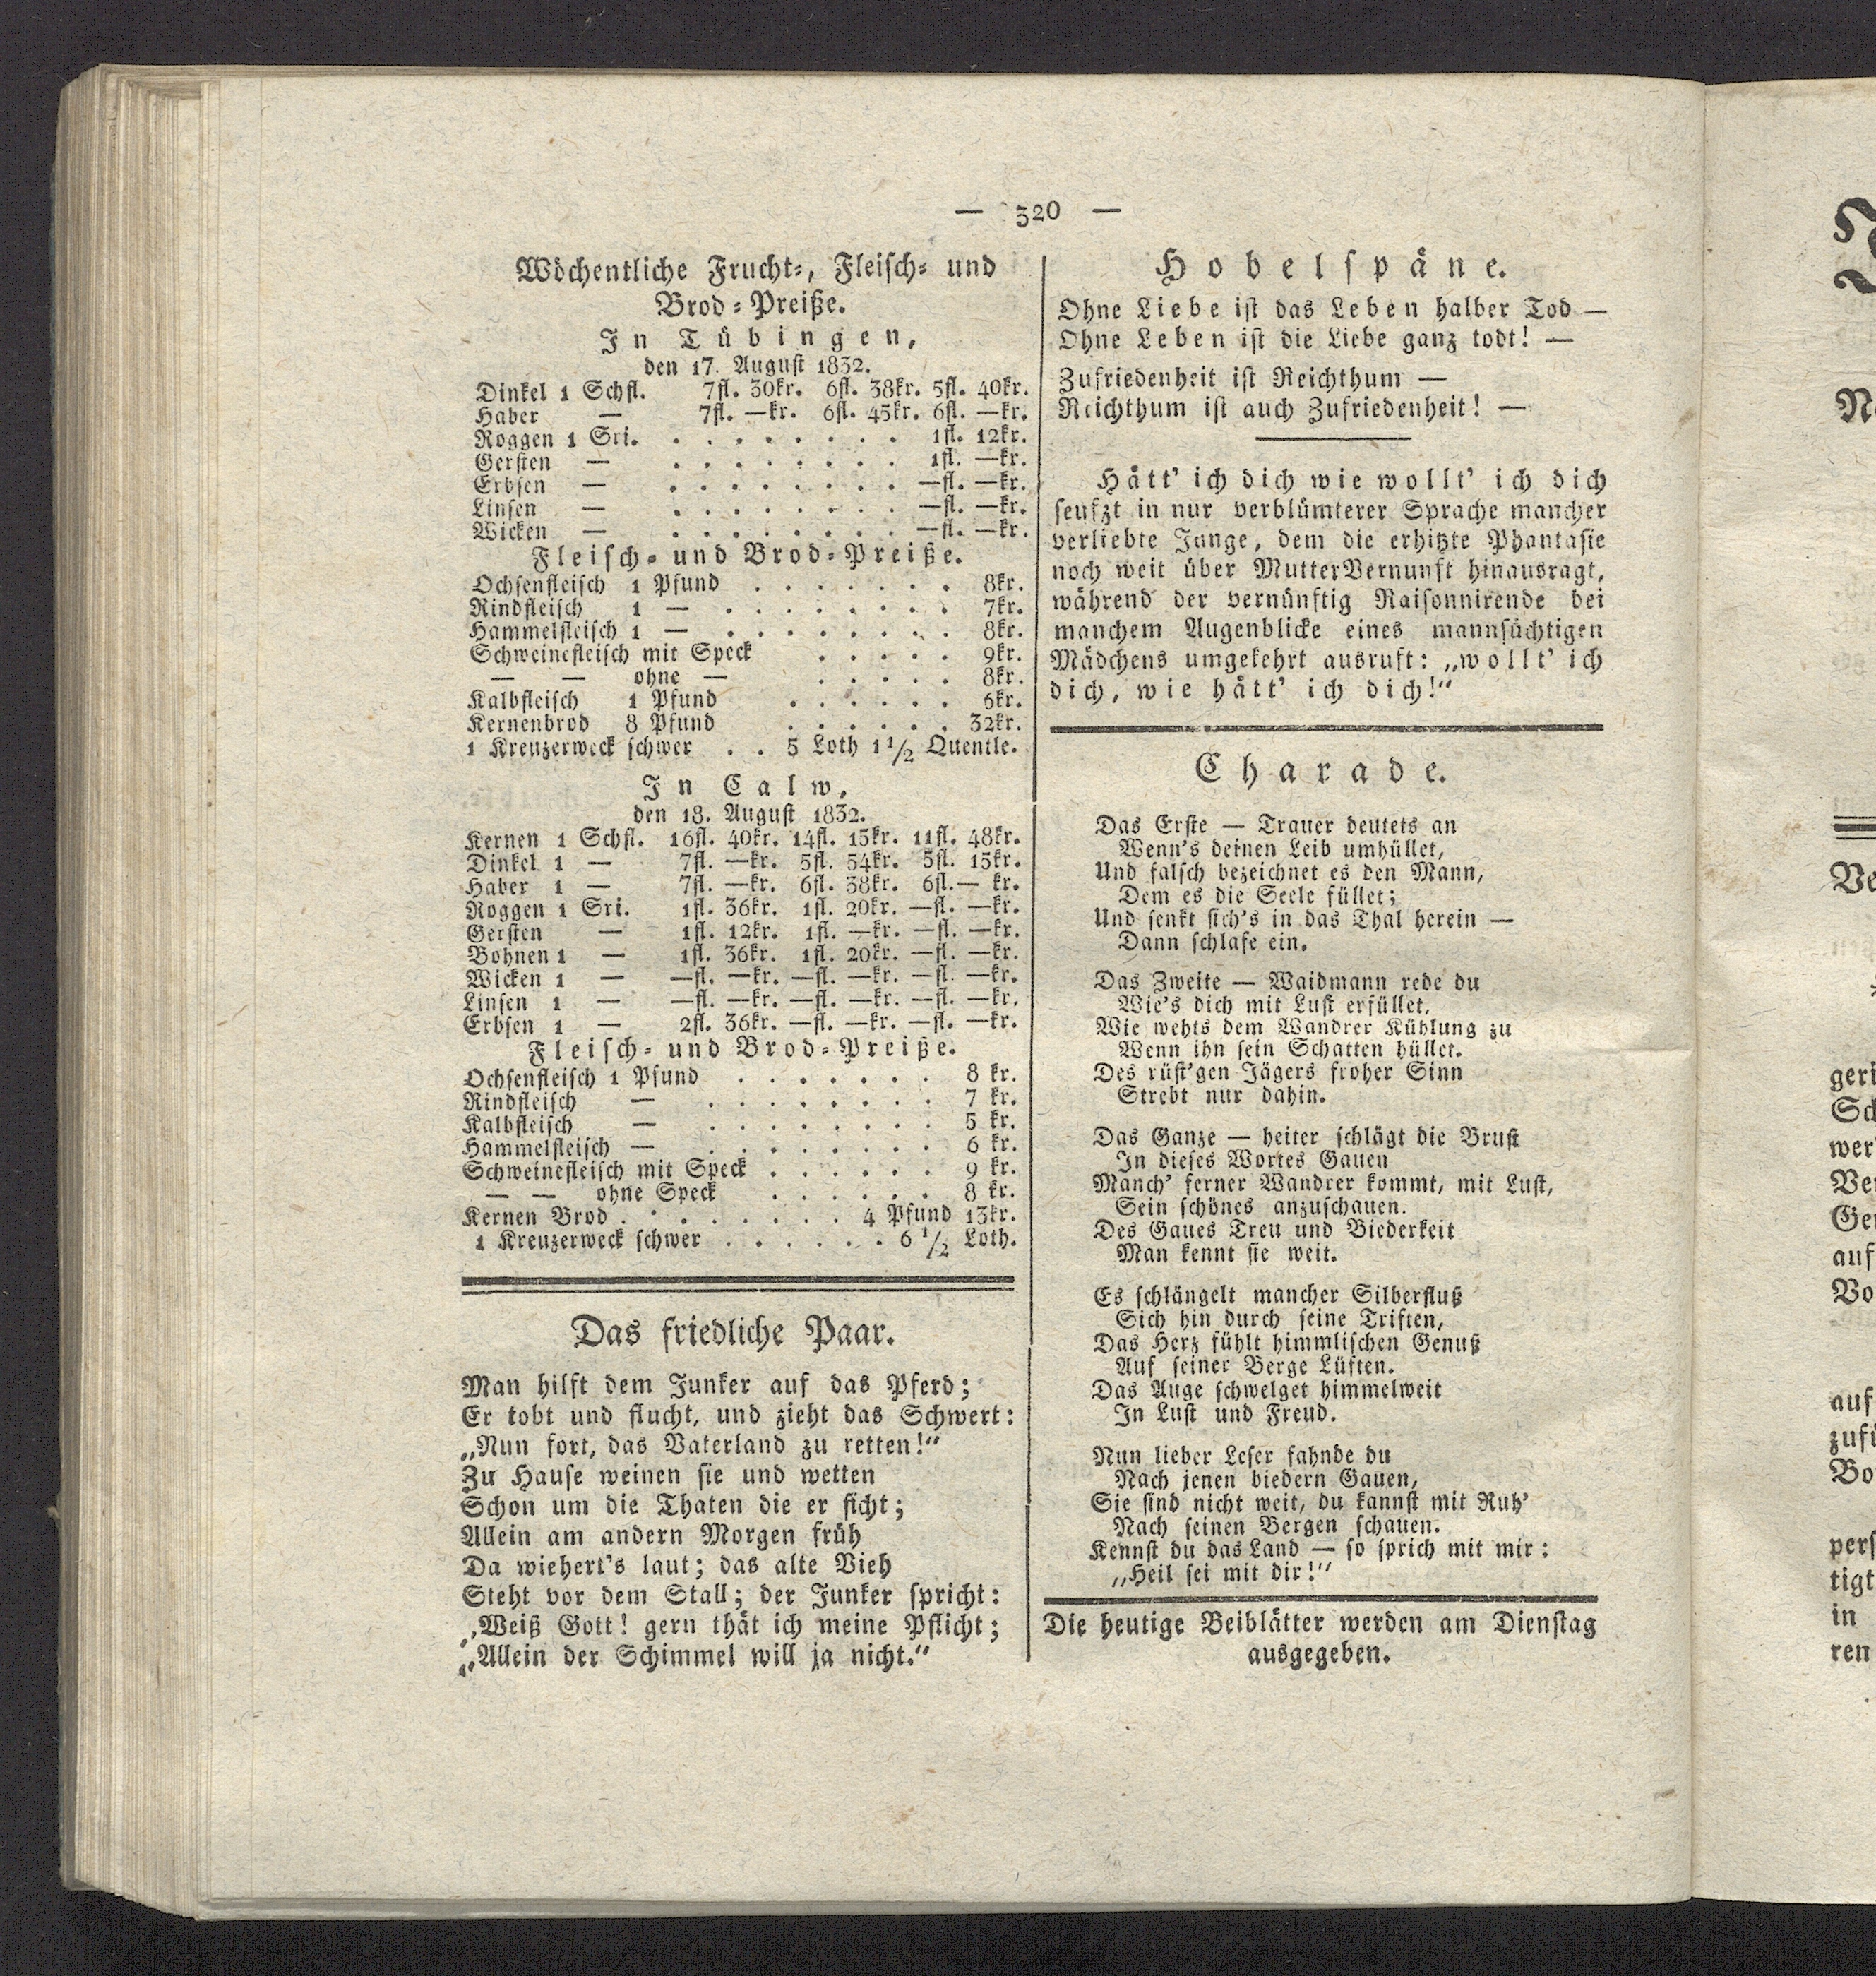 — 320 —
Wöchentliche Frucht-, Fleisch- und
Brod-Preiße.
In Tübingen,
den 17. August 1832.
Dinkel 1 Schfl. 7fl. 30kr. 6fl. 38kr. 5fl. 40kr.
Haber — 7fl. —kr. 6fl. 45kr. 6fl. —kr.
Roggen 1 Sri. . . . . . . . . 1fl. 12kr.
Gersten — . . . . . . . . 1fl. —kr.
Erbsen — . . . . . . . . —fl. —kr.
Linsen — . . . . . . . . —fl. —kr.
Wicken — . . . . . . . . —fl. —kr.
Fleisch- und Brod-Preiße.
Ochsenfleisch 1 Pfund . . . . . . . 8kr.
Rindfleisch 1 — . . . . . . . . 7kr.
Hammelfleisch 1 — . . . . . . . . 8kr.
Schweinefleisch mit Speck . . . . . 9kr.
— — ohne — . . . . . 8kr.
Kalbfleisch 1 Pfund . . . . . . 6kr.
Kernenbrod 8 Pfund . . . . . . 32kr.
1 Kreuzerweck schwer . . 5 Loth 1 1/2 Quentle.
In Calw,
den 18. August 1832.
Kernen 1 Schfl. 16fl. 40kr. 14fl. 15kr. 11fl. 48kr.
Dinkel 1 — 7fl. —kr. 5fl. 54kr. 5fl. 15kr.
Haber 1 — 7fl. —kr. 6fl. 38kr. 6fl.— kr.
Roggen 1 Sri. 1fl. 36kr. 1fl. 20kr. —fl. —kr.
Gersten — 1fl. 12kr. 1fl. —kr. —fl. —kr.
Bohnen 1 — 1fl. 36kr. 1fl. 20kr. —fl. —kr.
Wicken 1 — —fl. —kr. —fl. —kr. —fl. —kr.
Linsen 1 — —fl. —kr. —fl. —kr. —fl. —kr.
Erbsen 1 — 2fl. 36kr. —fl. —kr. —fl. —kr.
Fleisch- und Brod-Preiße.
Ochsenfleisch 1 Pfund . . . . . . . 8 kr.
Rindfleisch — . . . . . . . . 7 kr.
Kalbfleisch — . . . . . . . . 5 kr.
Hammelfleisch — . . . . . . . . 6 kr.
Schweinefleisch mit Speck . . . . . . 9 kr.
— — ohne Speck . . . . . . 8 kr.
Kernen Brod . . . . . . . . 4 Pfund 13kr.
1 Kreuzerweck schwer . . . . . . 6 1/2 Loth.
Das friedliche Paar.
Man hilft dem Junker auf das Pferd;
Er tobt und flucht, und zieht das Schwert:
„Nun fort, das Vaterland zu retten!“
Zu Hause weinen sie und wetten
Schon um die Thaten die er ficht;
Allein am andern Morgen früh
Da wiehert's laut; das alte Vieh
Steht vor dem Stall; der Junker spricht:
„Weiß Gott! gern thät ich meine Pflicht;
„Allein der Schimmel will ja nicht.“
Hobelspäne.
Ohne Liebe ist das Leben halber Tod —
Ohne Leben ist die Liebe ganz todt! —
Zufriedenheit ist Reichthum —
Reichthum ist auch Zufriedenheit! —
Hätt' ich dich wie wollt' ich dich
seufzt in nur verblümterer Sprache mancher
verliebte Junge, dem die erhitzte Phantasie
noch weit über Mutter Vernunft hinausragt,
während der vernünftig Raisonnirende bei
manchem Augenblicke eines mannsüchtigen
Mädchens umgekehrt ausruft: „wollt' ich
dich, wie hätt' ich dich!“
Charade.
Das Erste — Trauer deutets an
Wenn's deinen Leib umhüllet,
Und falsch bezeichnet es den Mann,
Dem es die Seele füllet;
Und senkt sich's in das Thal herein —
Dann schlafe ein.
Das Zweite — Waidmann rede du
Wie's dich mit Lust erfüllet,
Wie wehts dem Wandrer Kühlung zu
Wenn ihn sein Schatten hüllet.
Des rüst'gen Jägers froher Sinn
Strebt nur dahin.
Das Ganze — heiter schlägt die Brust
In dieses Wortes Gauen
Manch' ferner Wandrer kommt, mit Lust,
Sein schönes anzuschauen.
Des Gaues Treu und Biederkeit
Man kennt sie weit.
Es schlängelt mancher Silberfluß
Sich hin durch seine Triften,
Das Herz fühlt himmlischen Genuß
Auf seiner Berge Lüften.
Das Auge schwelget himmelweit
In Lust und Freud.
Nun lieber Leser fahnde du
Nach jenen biedern Gauen,
Sie sind nicht weit, du kannst mit Ruh'
Nach seinen Bergen schauen.
Kennst du das Land — so sprich mit mir:
„Heil sei mit dir!“
Die heutige Beiblätter werden am Dienstag
ausgegeben.
Ve
geri
Sch
wer
Ver
Ge
auf
Vo
auf
zufü
Bo
pers
tigt
in
ren